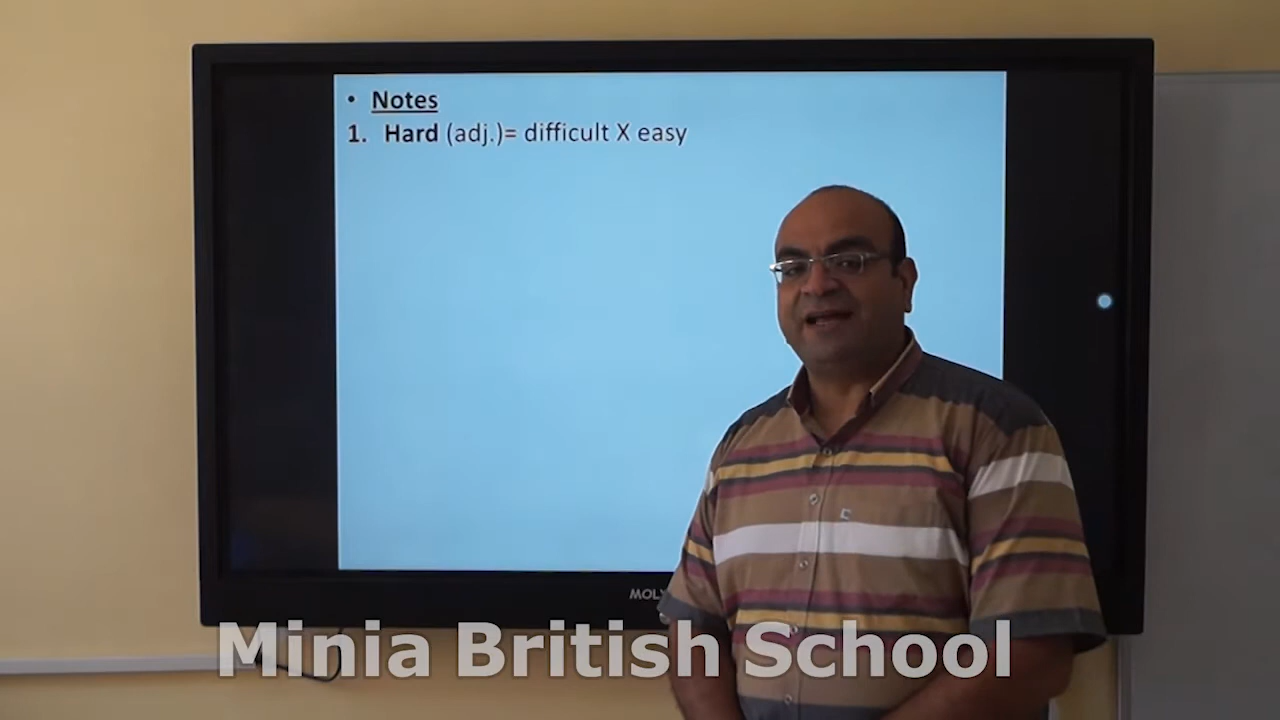 • Notes
1. Hard (adj.)= difficult X easy
Minia British School